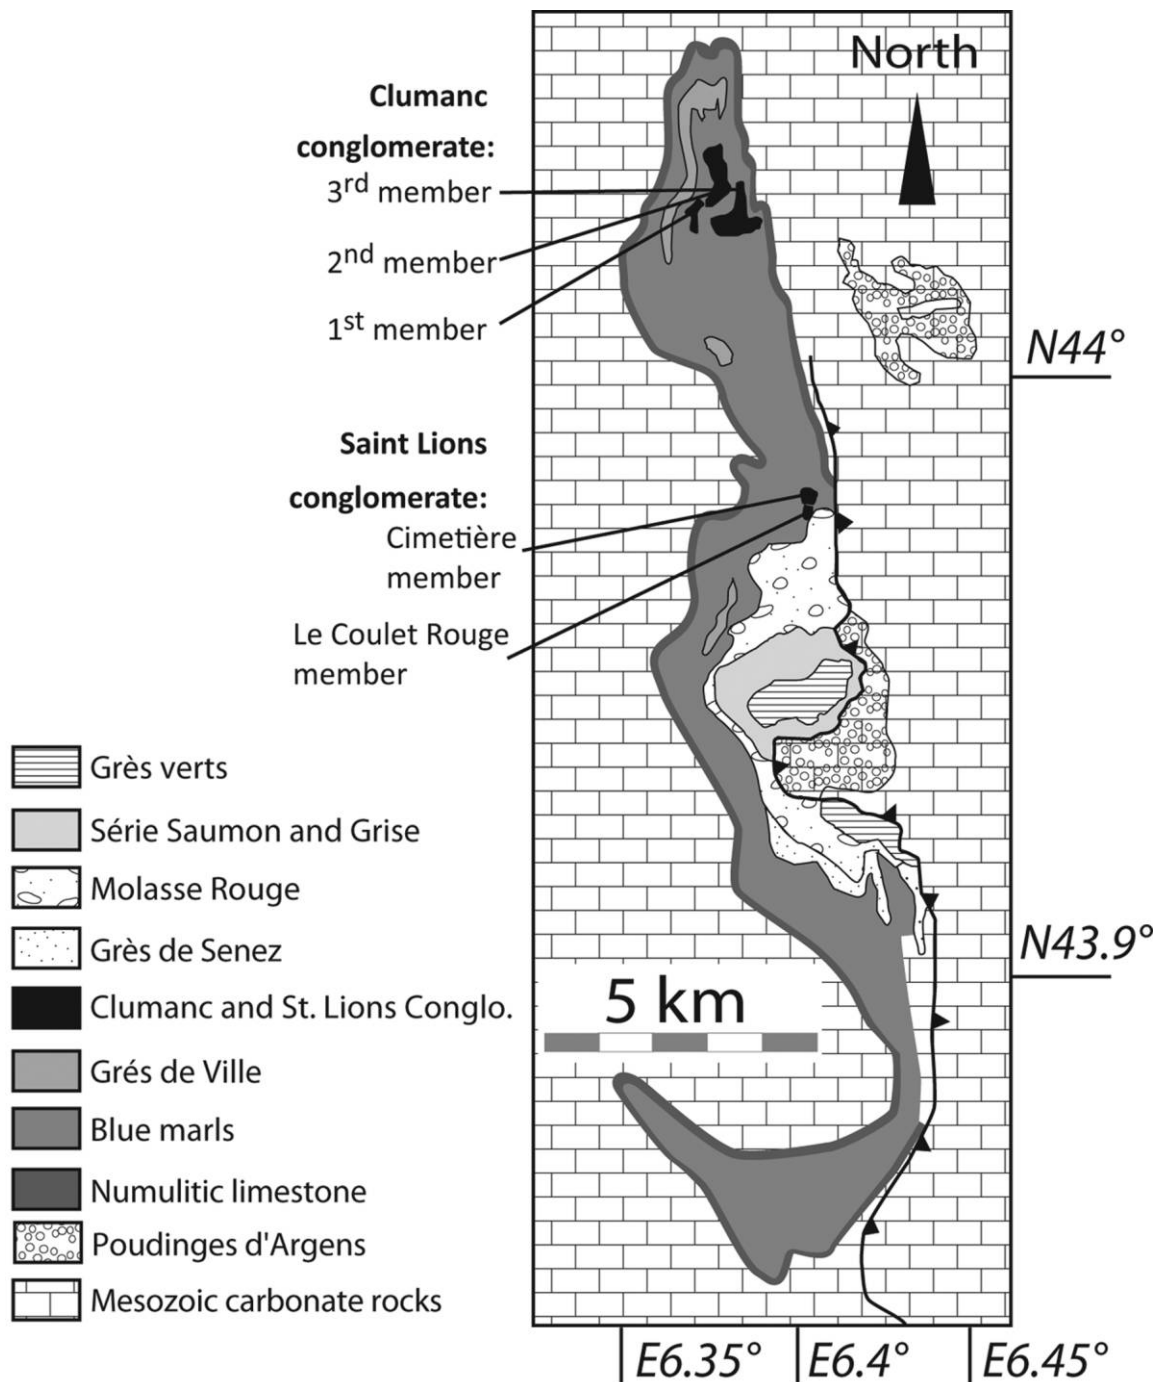 North
Clumanc
conglomerate:
3rd member
2nd member
1st member
N44°
Saint Lions
conglomerate:
Cimetière
member
Le Coulet Rouge
member
Grès verts
Série Saumon and Grise
Molasse Rouge
Grès de Senez
N43.9°
5 km
Clumanc and St. Lions Conglo.
Grés de Ville
Blue marls
Numulitic limestone
Poudinges d'Argens
Mesozoic carbonate rocks
E6.35°
E6.4°
E6.45°